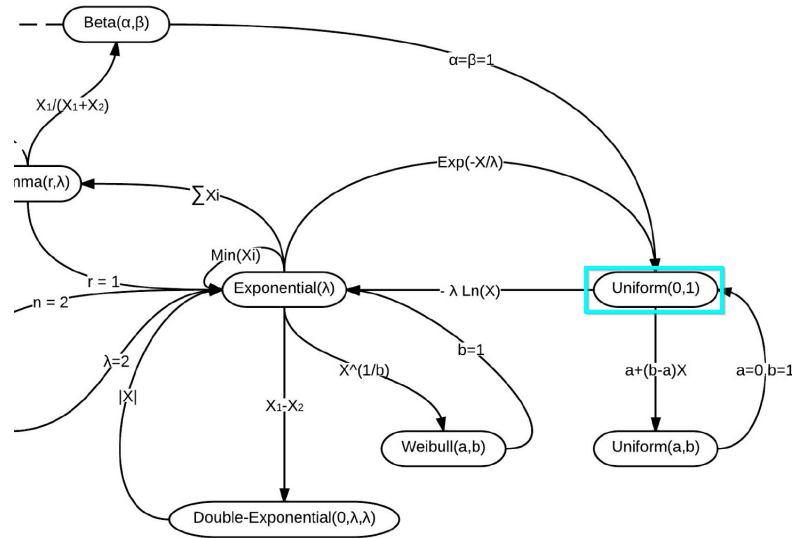 Beta(α,β)
α=β=1
X1/(X1+X2)
Exp(-X/λ)
mma(r,λ)
∑Xi
Min(Xi)
r = 1
Exponential(λ)
- λ Ln(X)
Uniform(0,1)
n = 2
b=1
λ=2
X^(1/b)
a+(b-a)X
a=0,b=1
|X|
X1-X2
Weibull(a,b)
Uniform(a,b)
Double-Exponential(0,λ,λ)